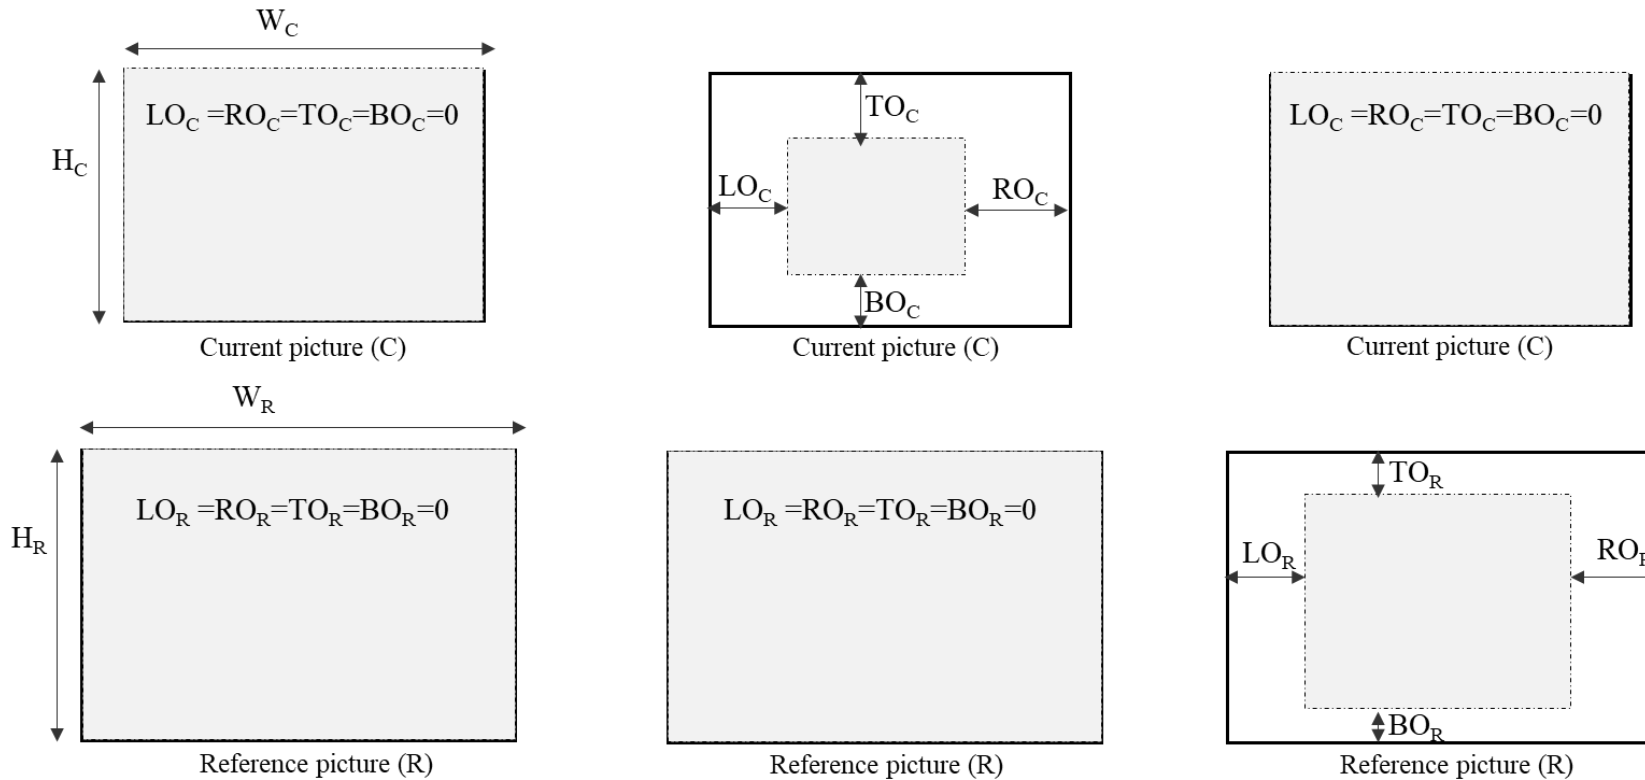 W_C
LO_C =RO_C=TO_C=BO_C=0
H_C
Current picture (C)
TO_C
LO_C
RO_C
BO_C
Current picture (C)
LO_C =RO_C=TO_C=BO_C=0
Current picture (C)
W_R
LO_R =RO_R=TO_R=BO_R=0
H_R
Reference picture (R)
LO_R =RO_R=TO_R=BO_R=0
Reference picture (R)
TO_R
LO_R
RO_R
BO_R
Reference picture (R)